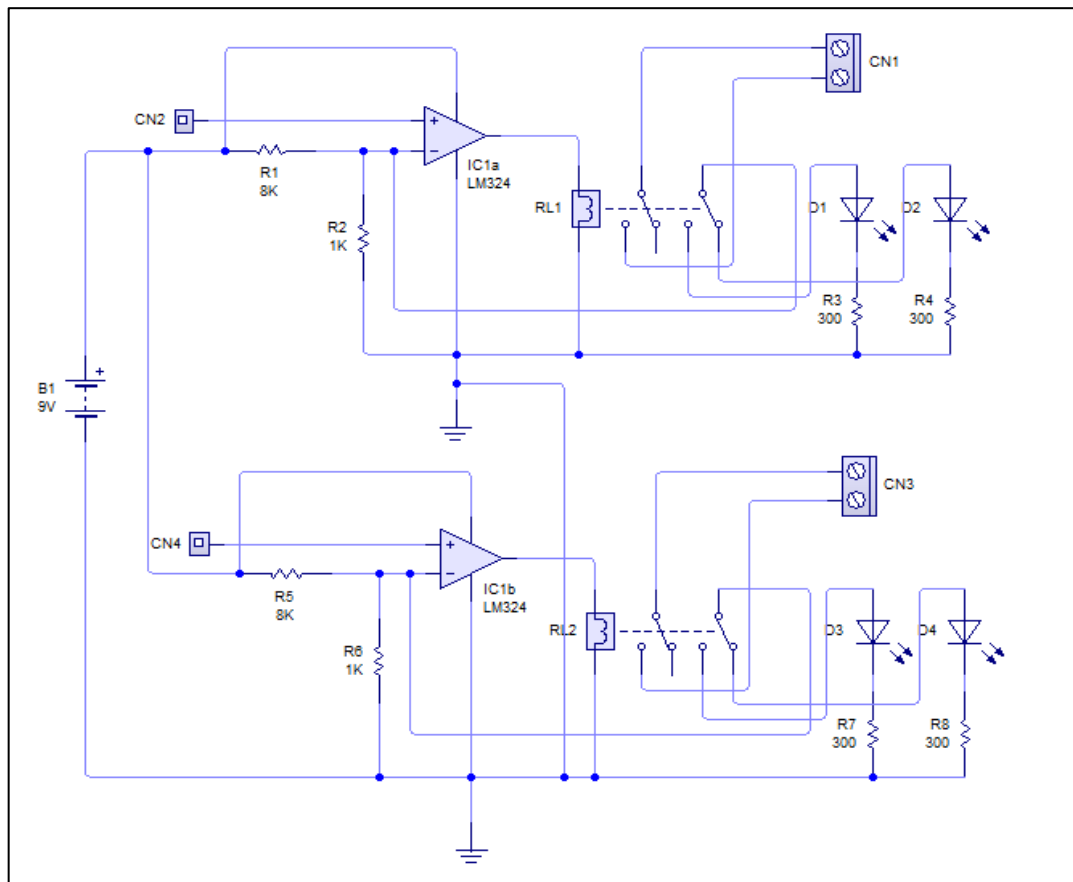 CN1
CN2
R1
8K
IC1a
LM324
R2
1K
RL1
D1
D2
R3
300
R4
300
B1
9V
+
CN3
CN4
R5
8K
IC1b
LM324
R6
1K
RL2
D3
D4
R7
300
R8
300